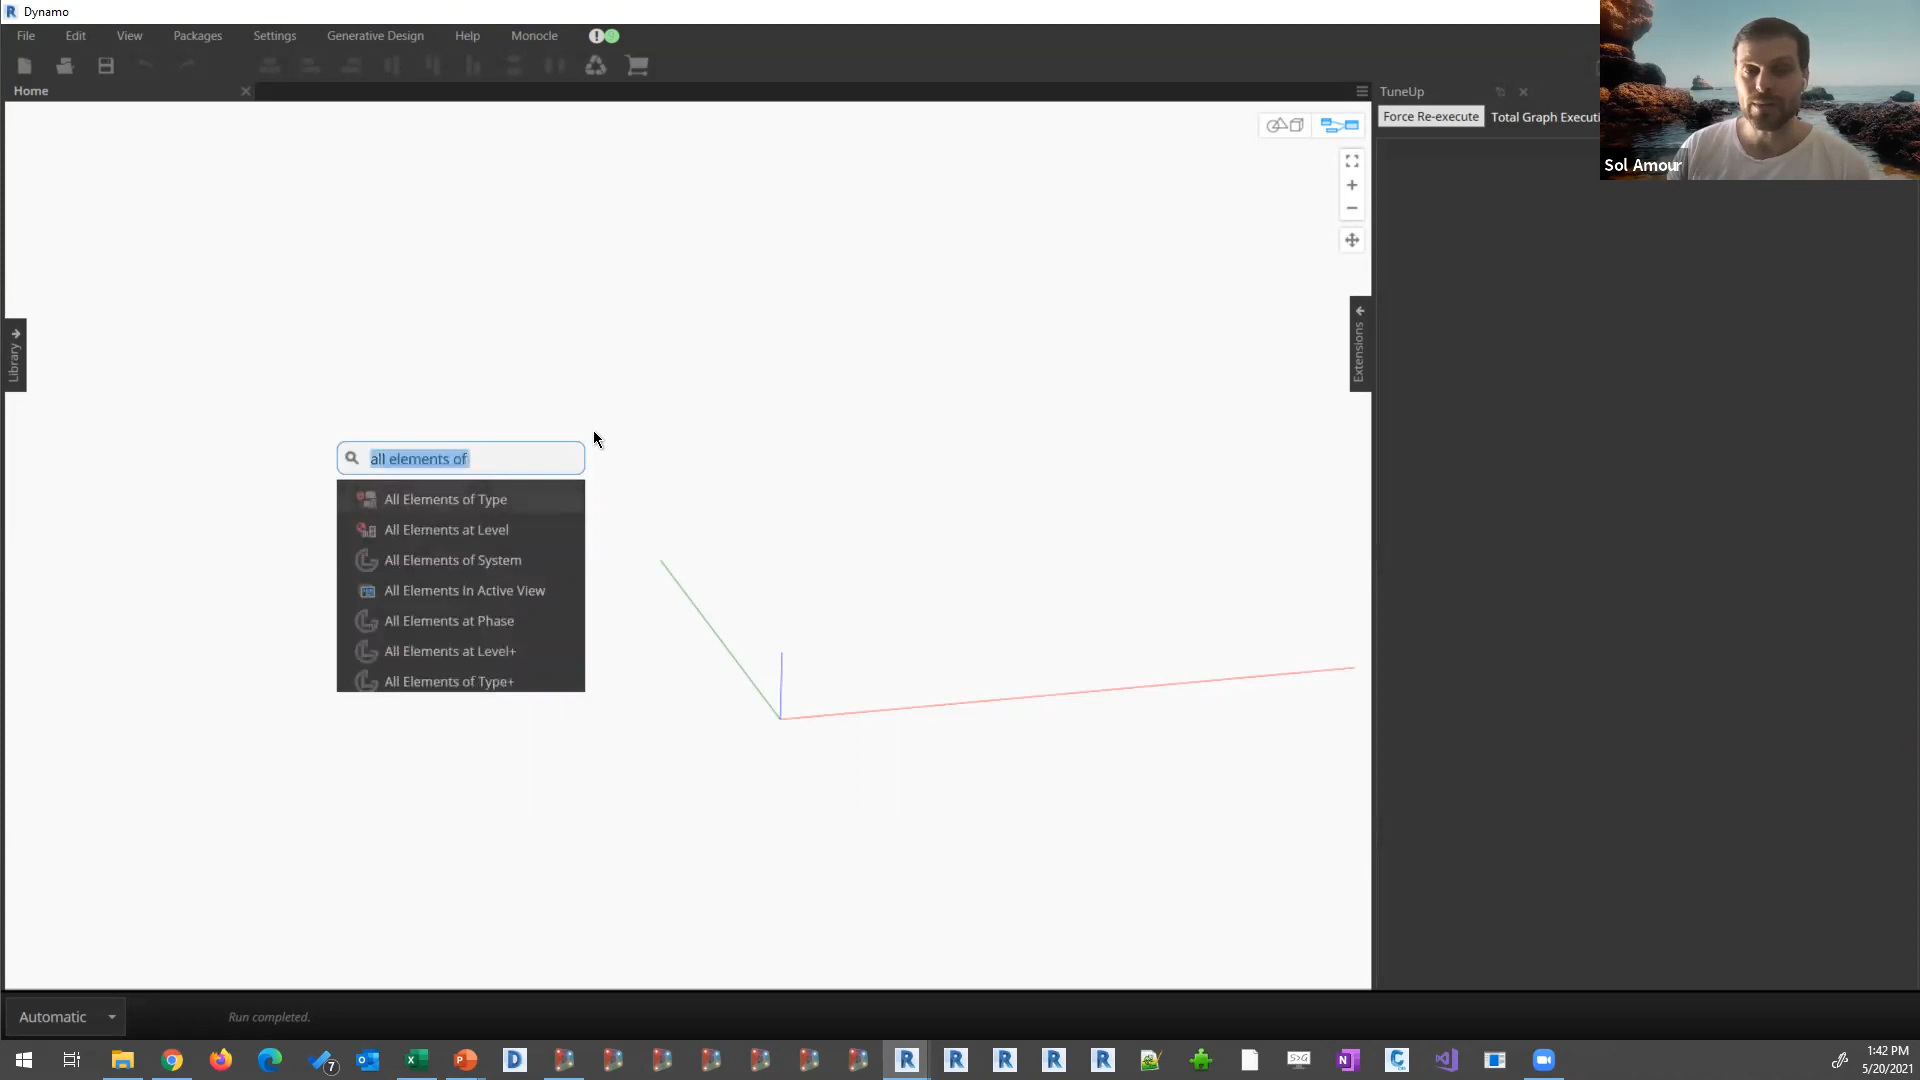 Dynamo
File Edit View Packages Settings Generative Design Help Monocle
Home
TuneUp
Force Re-execute Total Graph Executi
Sol Amour
Library
Extensions
all elements of
All Elements of Type
All Elements at Level
All Elements of System
All Elements In Active View
All Elements at Phase
All Elements at Level+
All Elements of Type+
Automatic
Run completed.
7
1:42 PM
5/20/2021